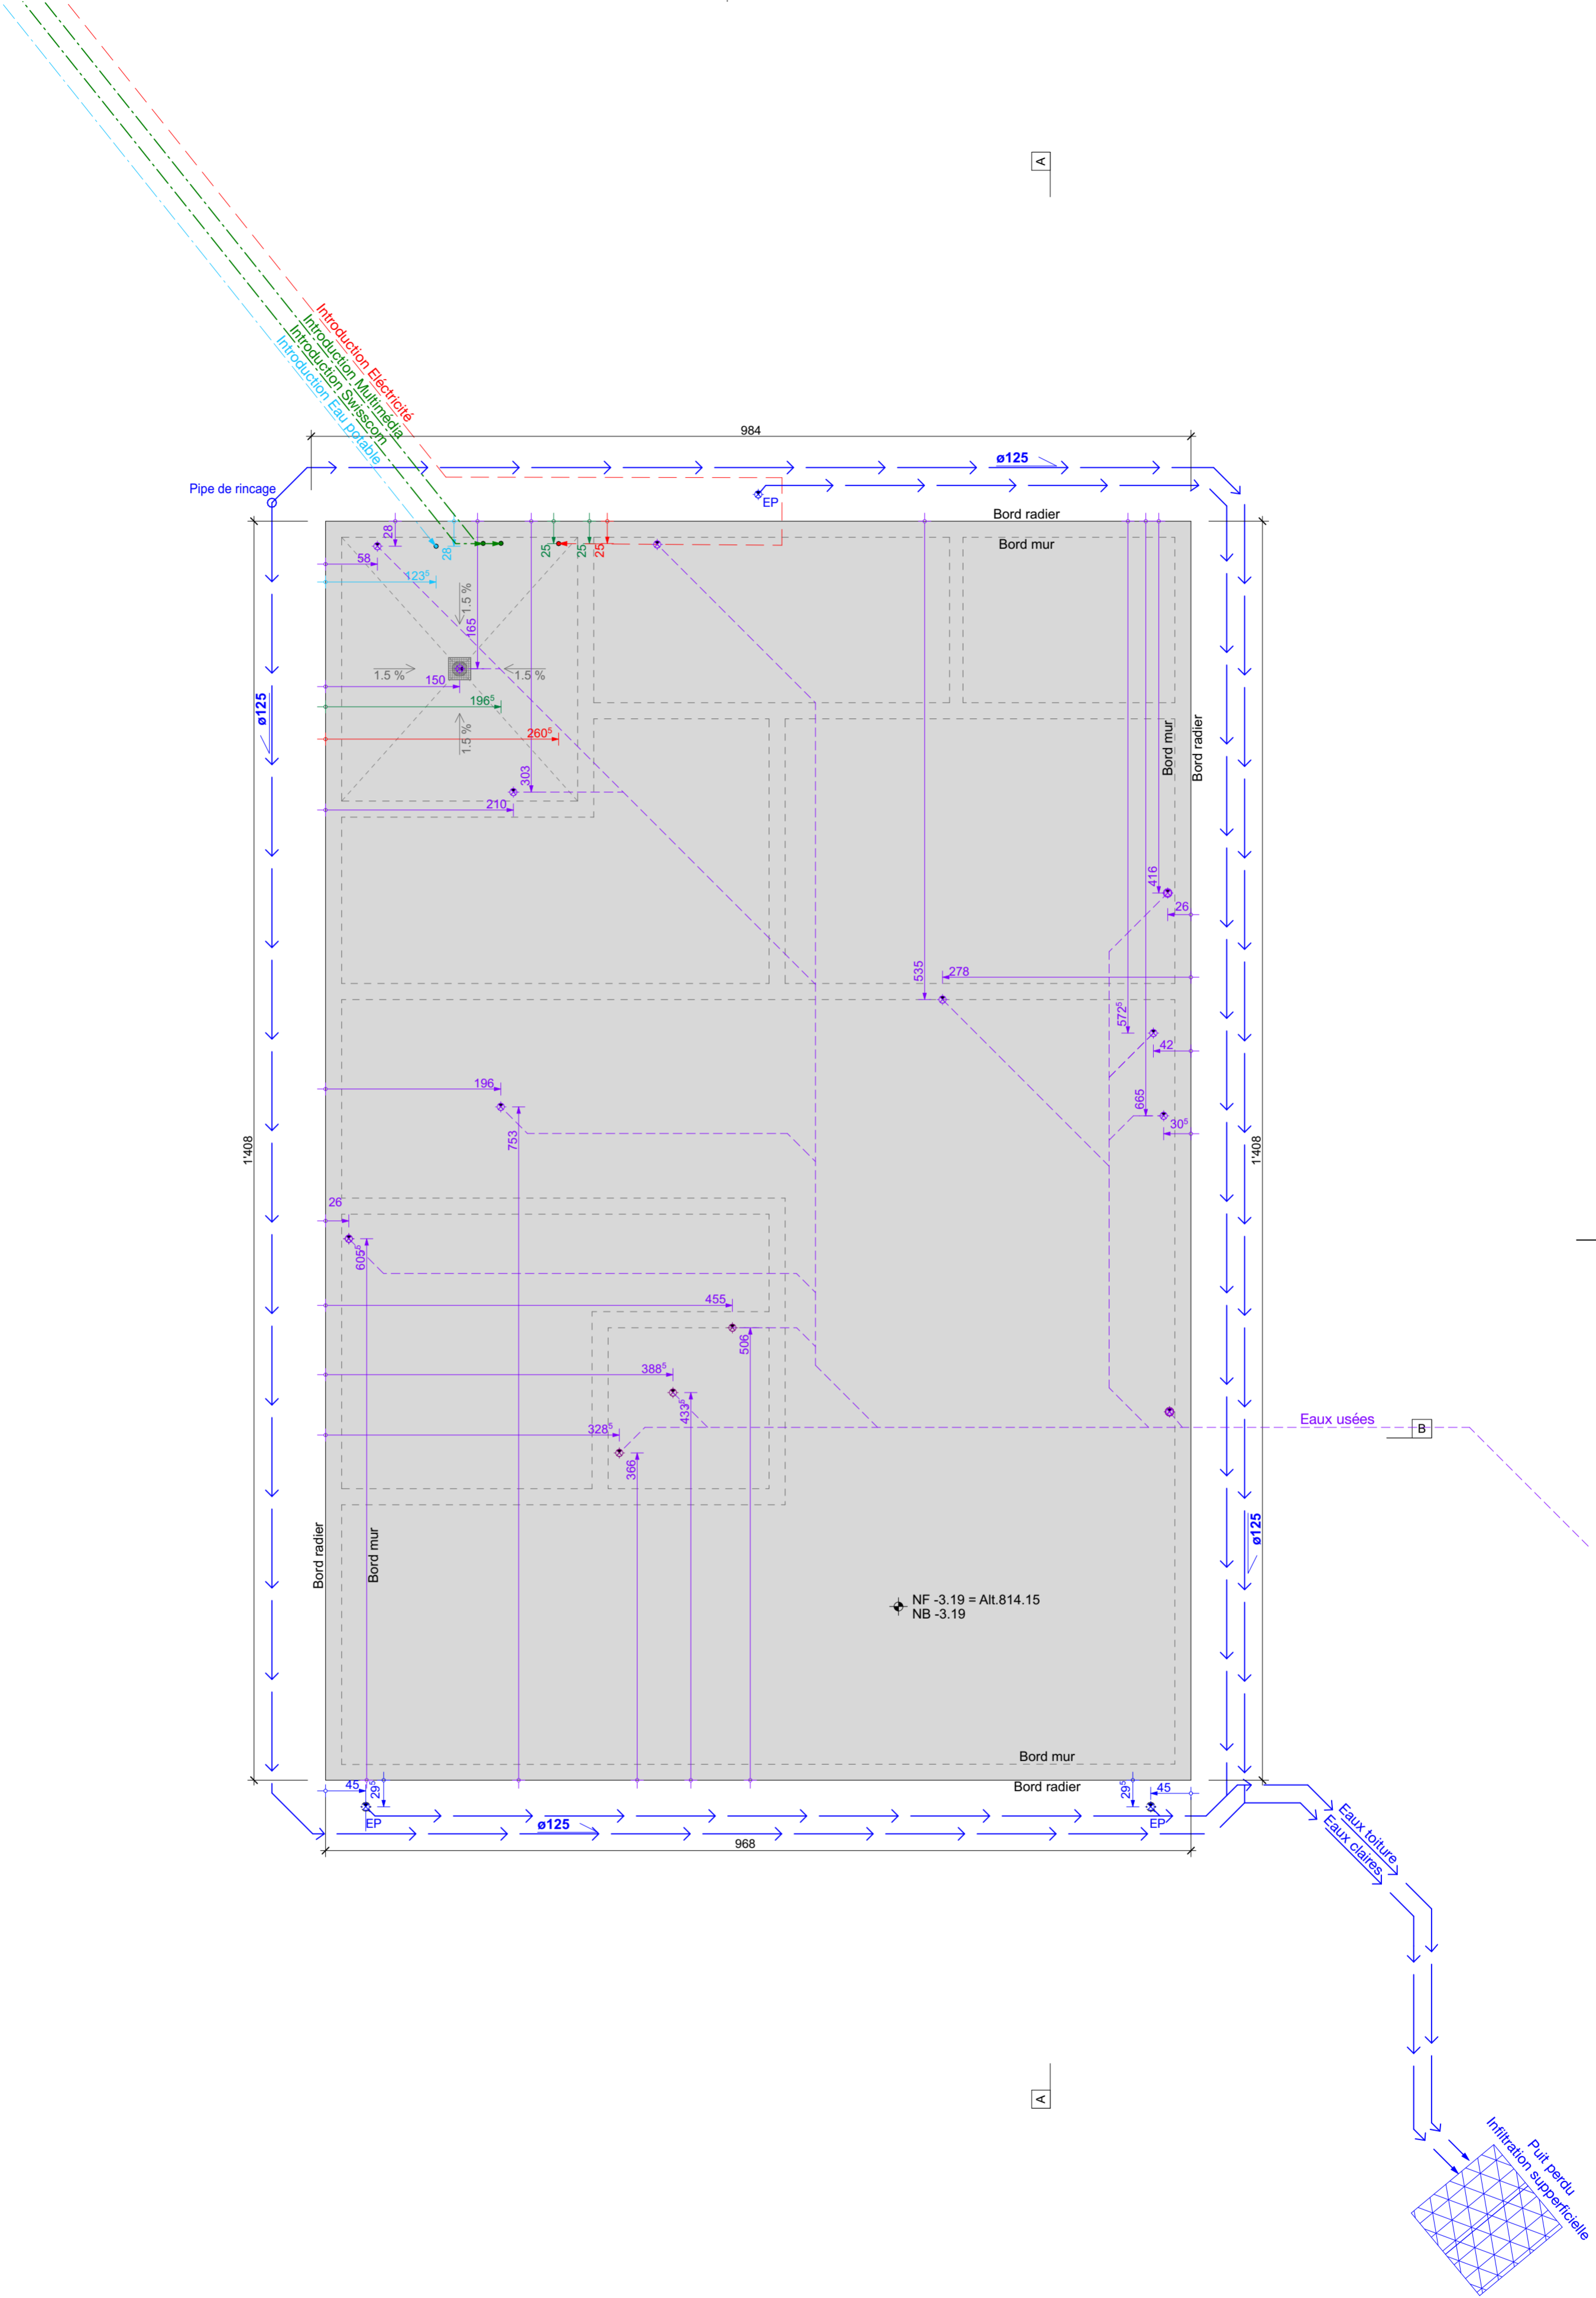 A
Introduction Eléctricité
Introduction Multimédia
Introduction Swisscom
Introduction Eau potable
984
ø125
Pipe de rincage
EP
Bord radier
Bord mur
28
58
28
25
25
25
123⁵
1.5 %
165
1.5 %
1.5 %
150
196⁵
1.5 %
260⁵
ø125
303
210
Bord mur
Bord radier
416
26
535
278
572⁵
42
665
30⁵
196
753
1'408
1'408
26
605⁵
455
506
388⁵
433⁵
328⁵
366
Eaux usées
B
ø125
Bord radier
Bord mur
NF -3.19 = Alt.814.15
NB -3.19
Bord mur
Bord radier
45
29⁵
29⁵
45
EP
ø125
EP
968
Eaux toiture
Eaux claires
A
Puit perdu
Infiltration supperficielle